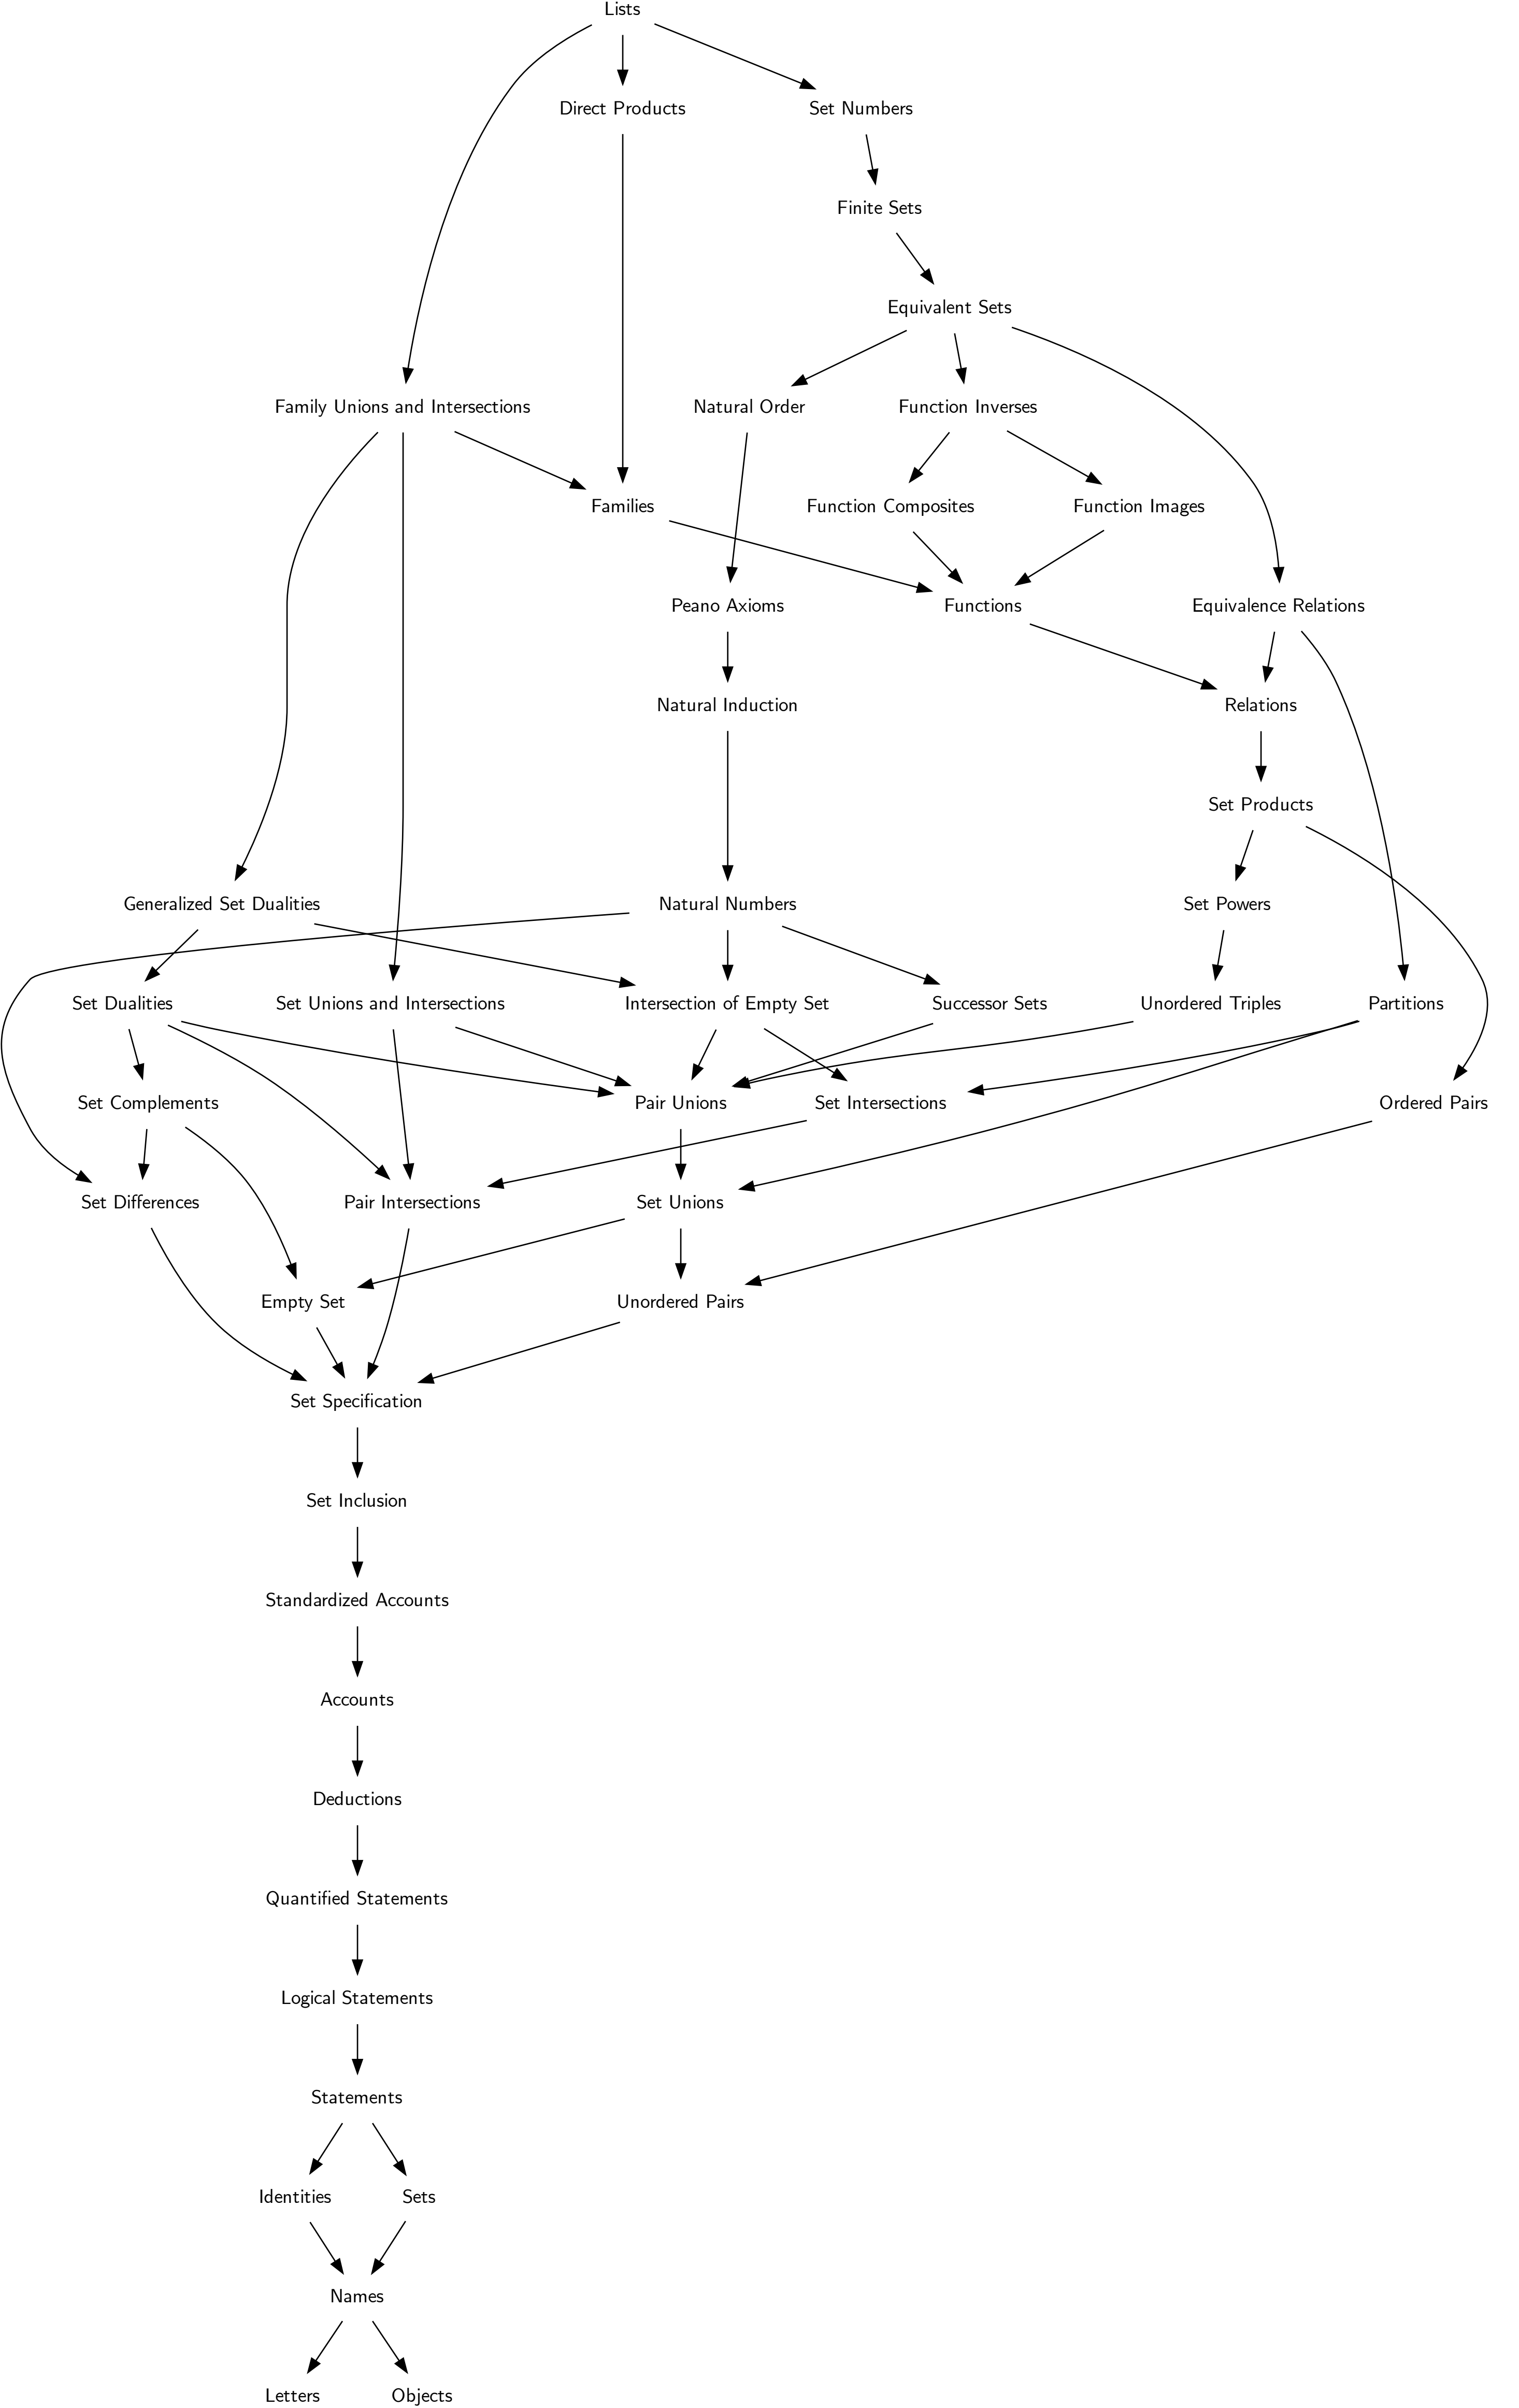 Lists
Direct Products
Set Numbers
Finite Sets
Equivalent Sets
Family Unions and Intersections
Natural Order
Function Inverses
Families
Function Composites
Function Images
Peano Axioms
Functions
Equivalence Relations
Natural Induction
Relations
Set Products
Generalized Set Dualities
Natural Numbers
Set Powers
Set Dualities
Set Unions and Intersections
Intersection of Empty Set
Successor Sets
Unordered Triples
Partitions
Set Complements
Pair Unions
Set Intersections
Ordered Pairs
Set Differences
Pair Intersections
Set Unions
Empty Set
Unordered Pairs
Set Specification
Set Inclusion
Standardized Accounts
Accounts
Deductions
Quantified Statements
Logical Statements
Statements
Identities
Sets
Names
Letters
Objects